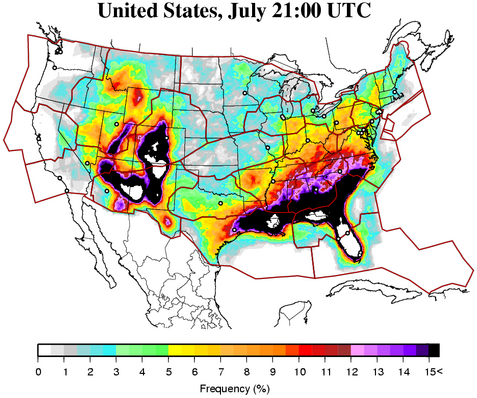 United States, July 21:00 UTC
0 1 2 3 4 5 6 7 8 9 10 11 12 13 14 15<
Frequency (%)